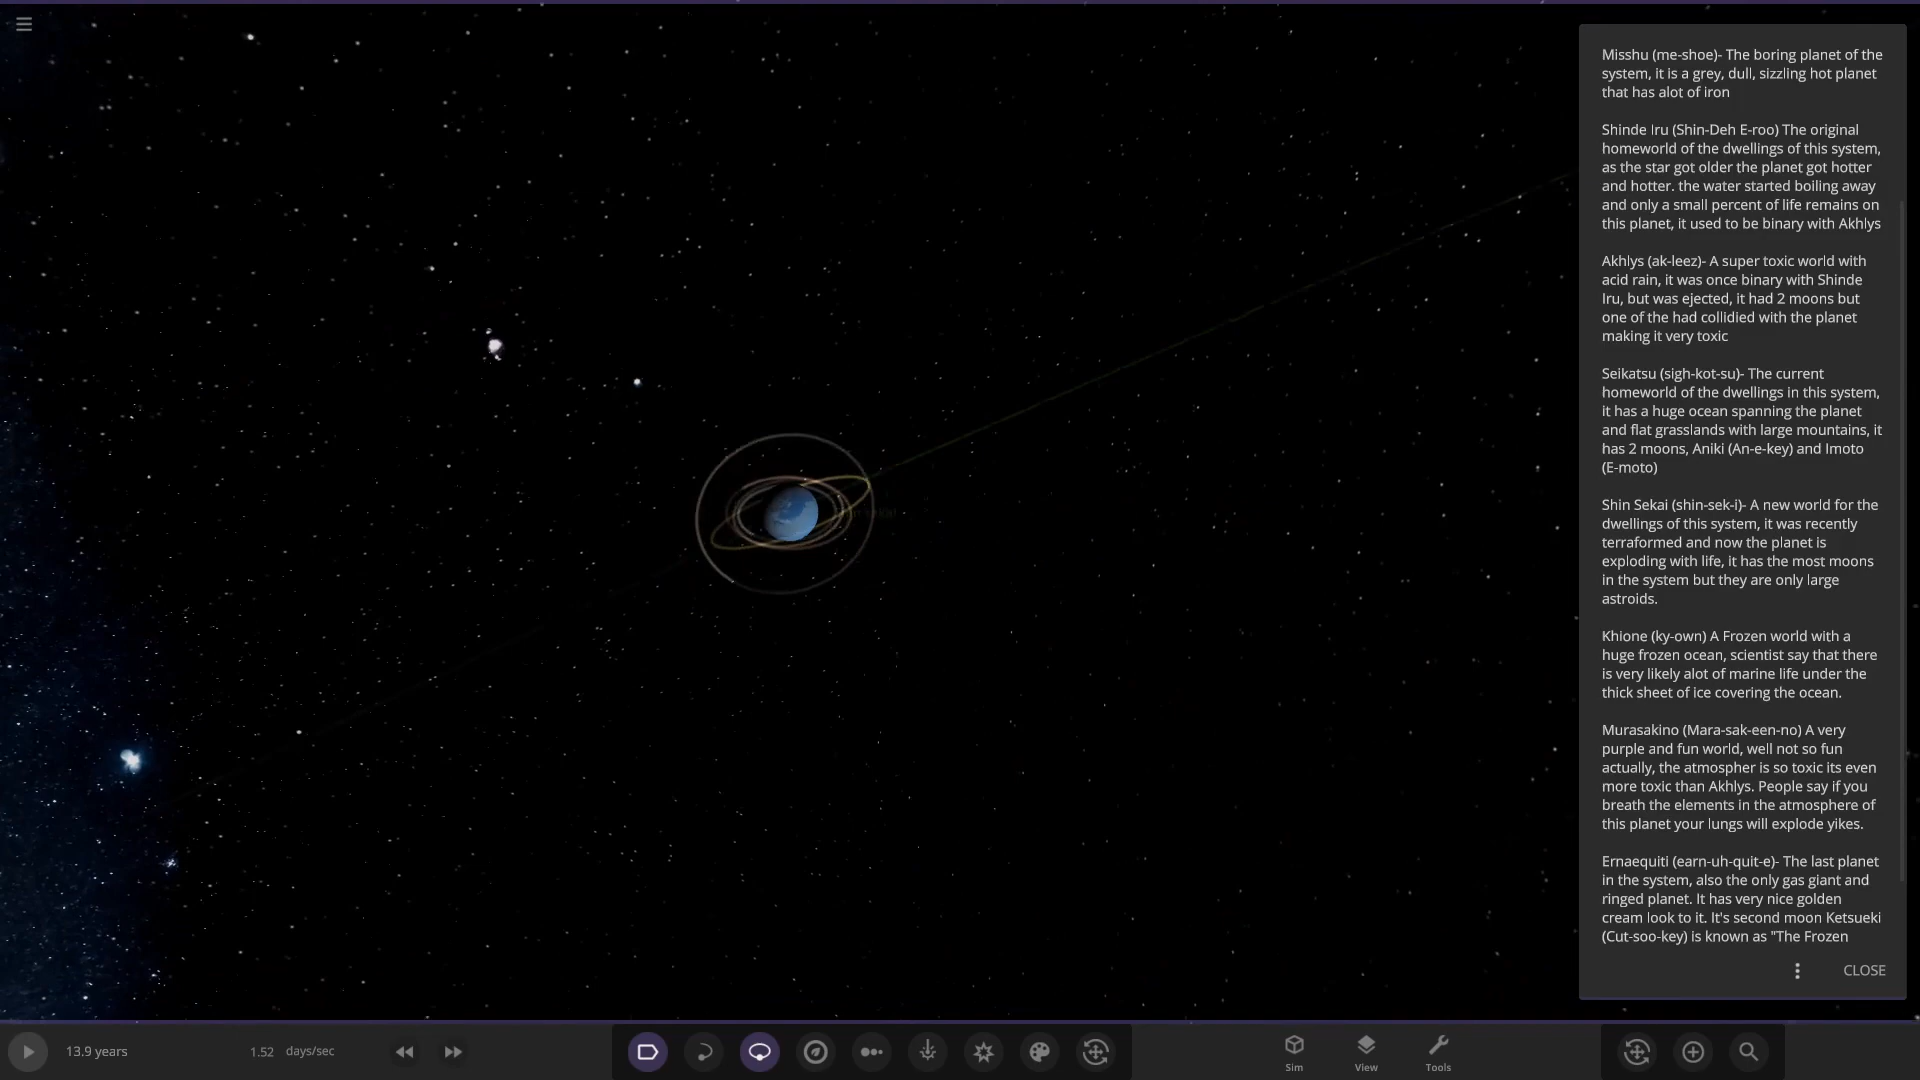 Misshu (me-shoe)- The boring planet of the
system, it is a grey, dull, sizzling hot planet
that has alot of iron
Shinde Iru (Shin-Deh E-roo) The original
homeworld of the dwellings of this system,
as the star got older the planet got hotter
and hotter. the water started boiling away
and only a small percent of life remains on
this planet, it used to be binary with Akhlys
Akhlys (ak-leez)- A super toxic world with
acid rain, it was once binary with Shinde
Iru, but was ejected, it had 2 moons but
one of the had collidied with the planet
making it very toxic
Seikatsu (sigh-kot-su)- The current
homeworld of the dwellings in this system,
it has a huge ocean spanning the planet
and flat grasslands with large mountains, it
has 2 moons, Aniki (An-e-key) and Imoto
(E-moto)
Shin Sekai (shin-sek-i)- A new world for the
dwellings of this system, it was recently
terraformed and now the planet is
exploding with life, it has the most moons
in the system but they are only large
astroids.
Khione (ky-own) A Frozen world with a
huge frozen ocean, scientist say that there
is very likely alot of marine life under the
thick sheet of ice covering the ocean.
Murasakino (Mara-sak-een-no) A very
purple and fun world, well not so fun
actually, the atmospher is so toxic its even
more toxic than Akhlys. People say if you
breath the elements in the atmosphere of
this planet your lungs will explode yikes.
Ernaequiti (earn-uh-quit-e)- The last planet
in the system, also the only gas giant and
ringed planet. It has very nice golden
cream look to it. It's second moon Ketsueki
(Cut-soo-key) is known as "The Frozen
CLOSE
13.9 years
1.52 days/sec
Sim
View
Tools